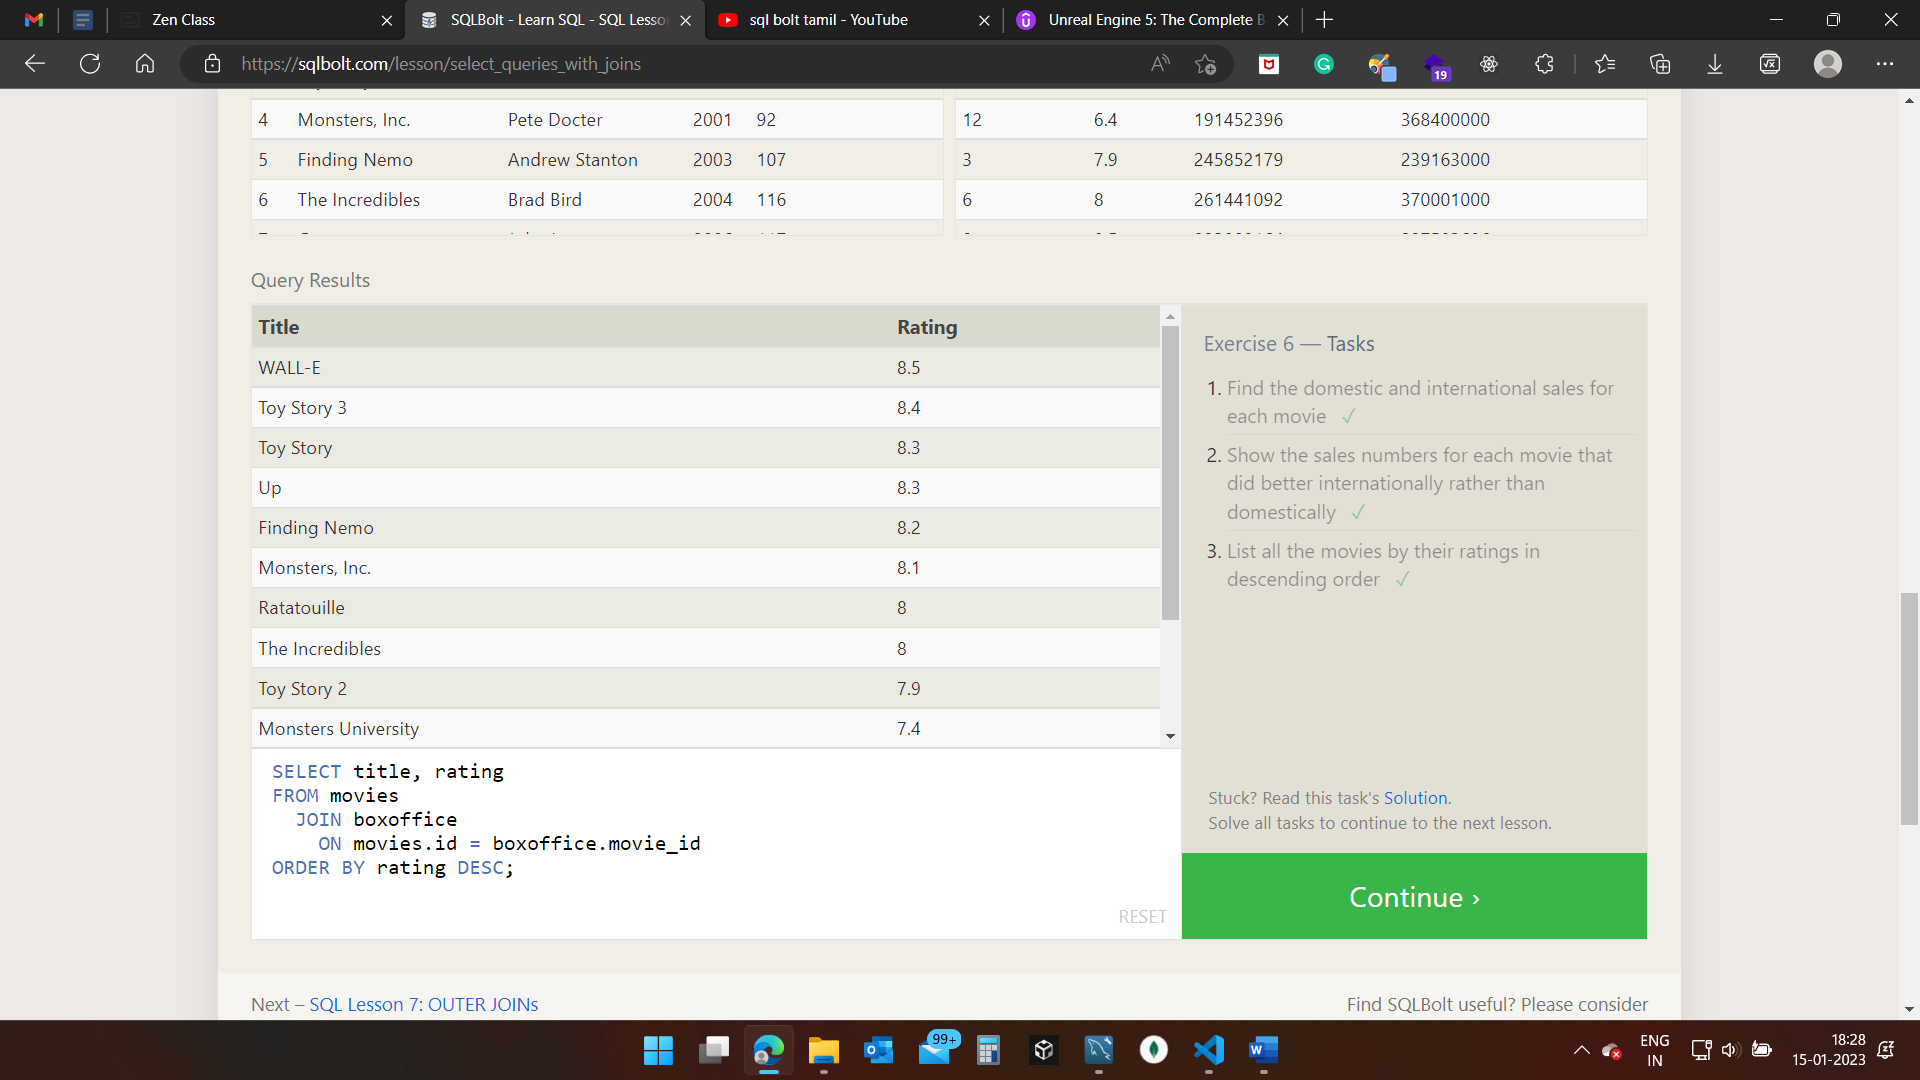 Zen Class
SQLBolt - Learn SQL - SQL Lesso
sql bolt tamil - YouTube
Unreal Engine 5: The Complete B
https://sqlbolt.com/lesson/select_queries_with_joins
19
4 Monsters, Inc. Pete Docter 2001 92
12 6.4 191452396 368400000
5 Finding Nemo Andrew Stanton 2003 107
3 7.9 245852179 239163000
6 The Incredibles Brad Bird 2004 116
6 8 261441092 370001000
Query Results
Title Rating
WALL-E 8.5
Toy Story 3 8.4
Toy Story 8.3
Up 8.3
Finding Nemo 8.2
Monsters, Inc. 8.1
Ratatouille 8
The Incredibles 8
Toy Story 2 7.9
Monsters University 7.4
Exercise 6 — Tasks
1. Find the domestic and international sales for
each movie ✓
2. Show the sales numbers for each movie that
did better internationally rather than
domestically ✓
3. List all the movies by their ratings in
descending order ✓
SELECT title, rating
FROM movies
JOIN boxoffice
ON movies.id = boxoffice.movie_id
ORDER BY rating DESC;
RESET
Stuck? Read this task's Solution.
Solve all tasks to continue to the next lesson.
Continue ›
Next – SQL Lesson 7: OUTER JOINs
Find SQLBolt useful? Please consider
99+
ENG
IN
18:28
15-01-2023